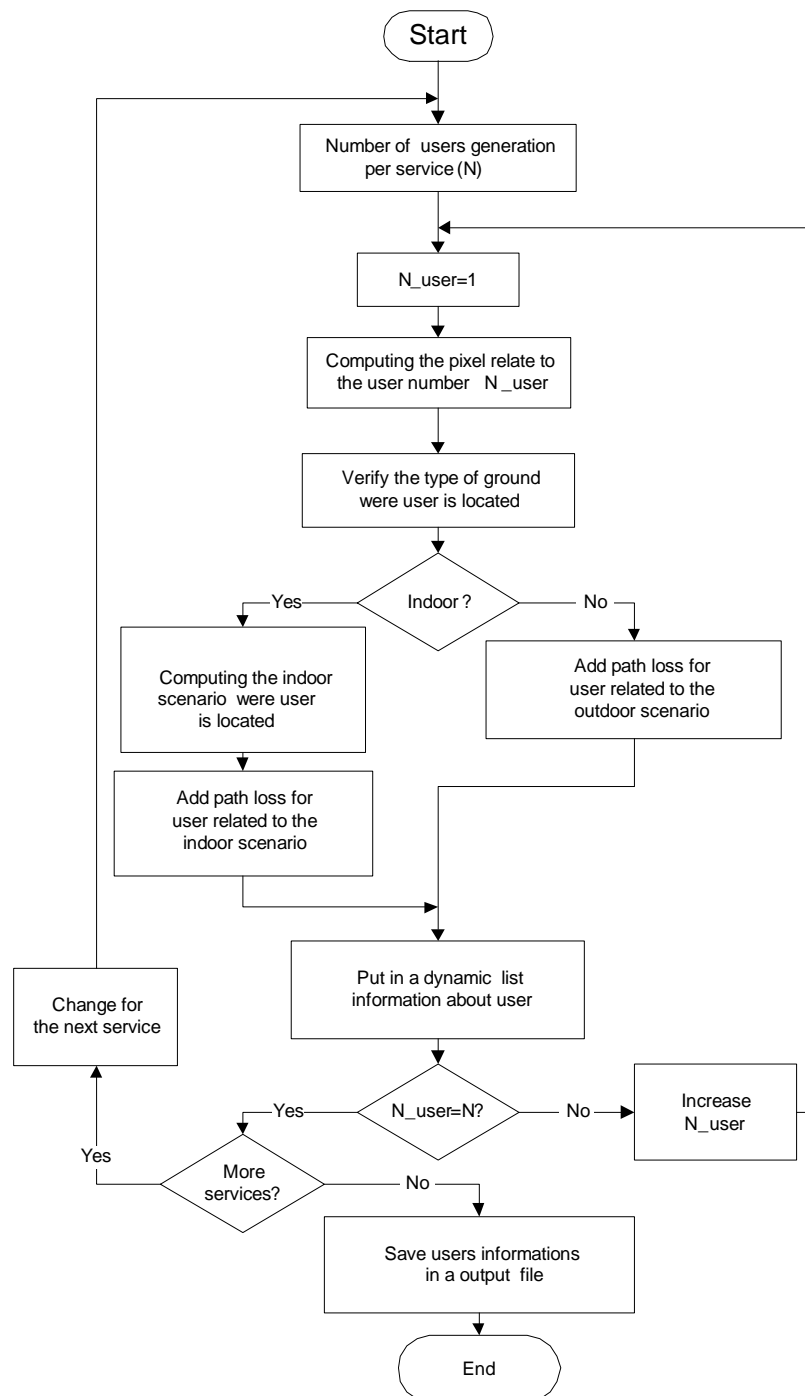 Start
Number of users generation
per service (N)
N_user=1
Computing the pixel relate to
the user number N_user
Verify the type of ground
were user is located
Indoor ?
Yes
No
Computing the indoor
scenario were user
is located
Add path loss for
user related to the
outdoor scenario
Add path loss for
user related to the
indoor scenario
Put in a dynamic list
information about user
Change for
the next service
N_user=N?
Yes
No
Increase
N_user
More
services?
Yes
No
Save users informations
in a output file
End